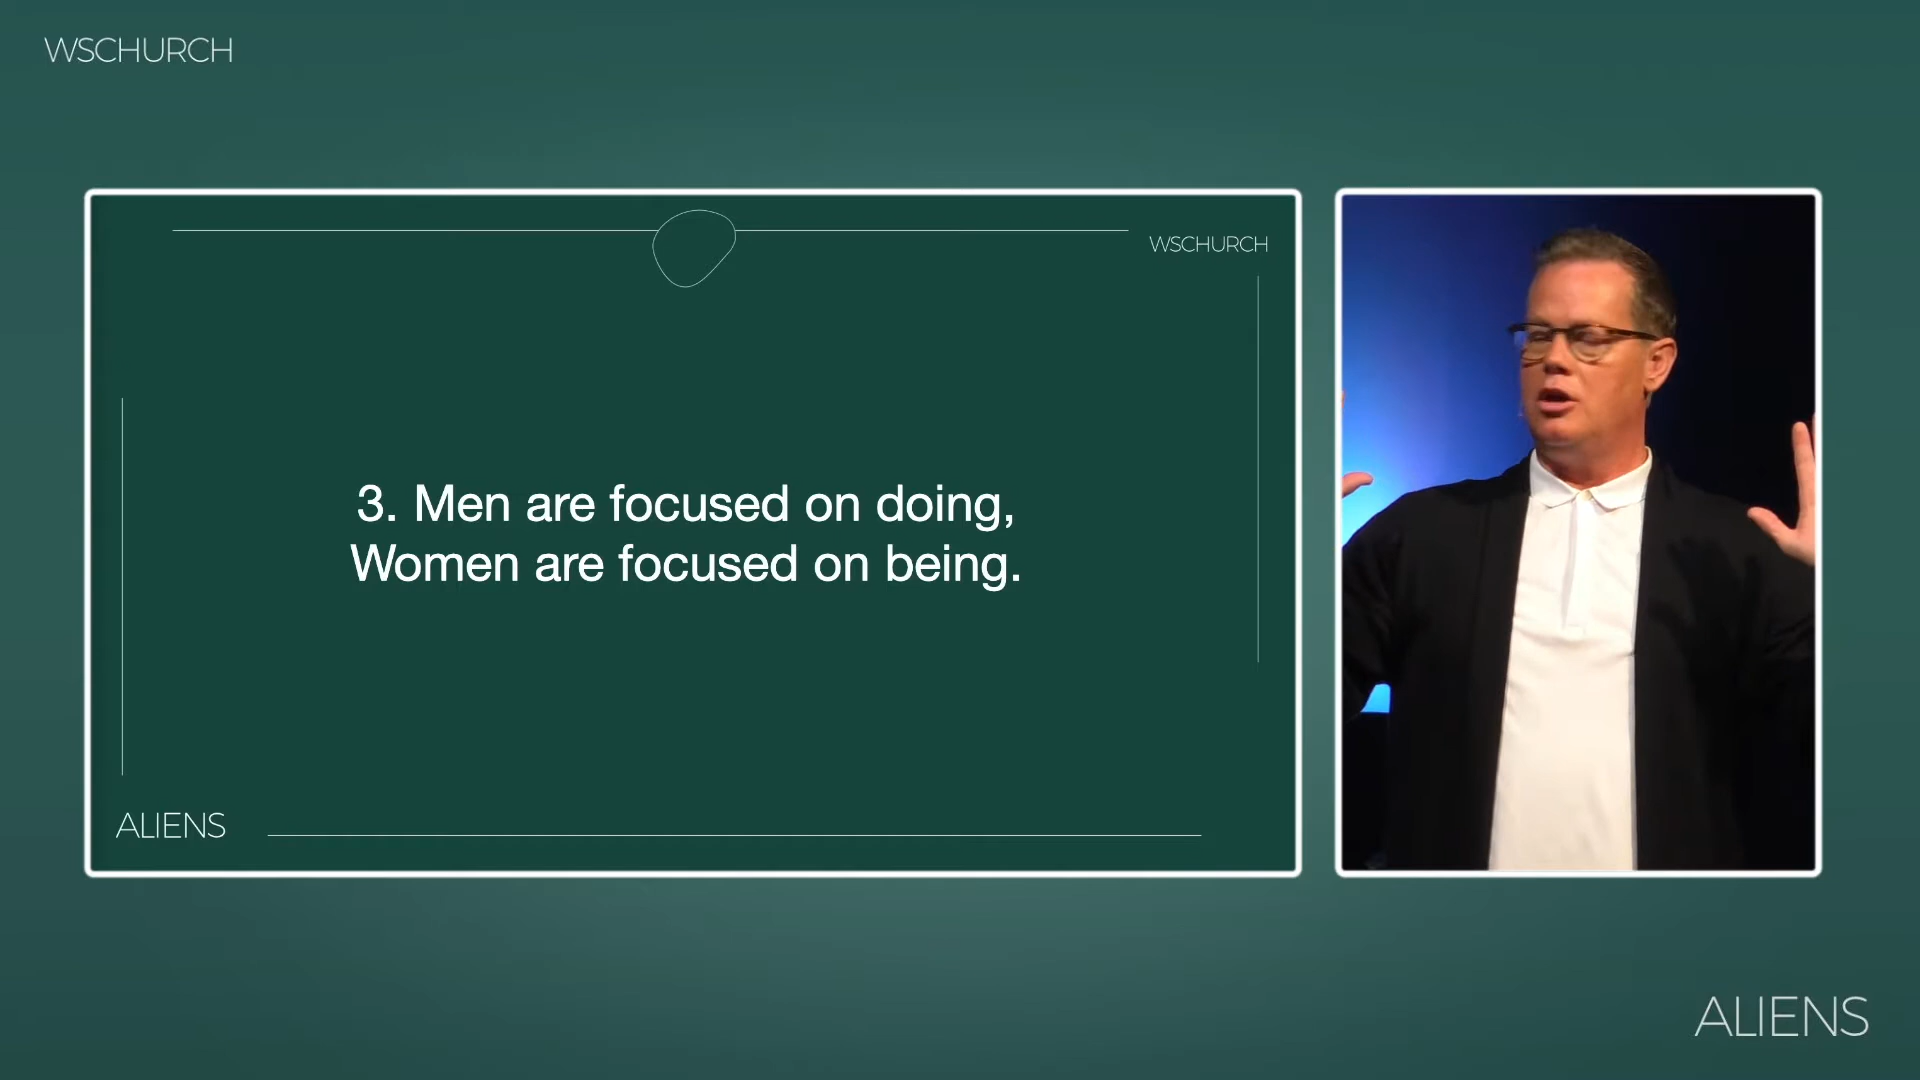 WSCHURCH
WSCHURCH
3. Men are focused on doing,
Women are focused on being.
ALIENS
ALIENS